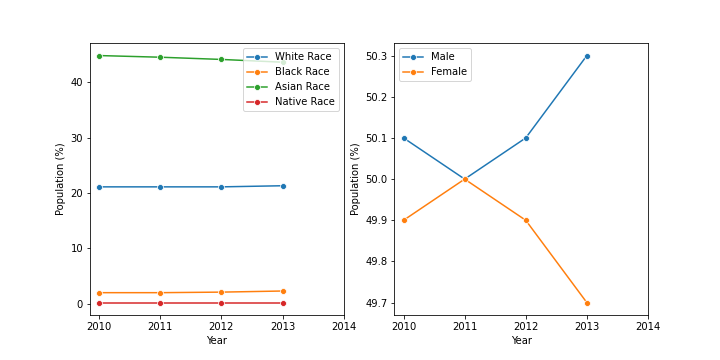 White Race
Black Race
Asian Race
Native Race
Population (%)
40
30
20
10
0
2010 2011 2012 2013 2014
Year
Male
Female
Population (%)
50.3
50.2
50.1
50.0
49.9
49.8
49.7
2010 2011 2012 2013 2014
Year